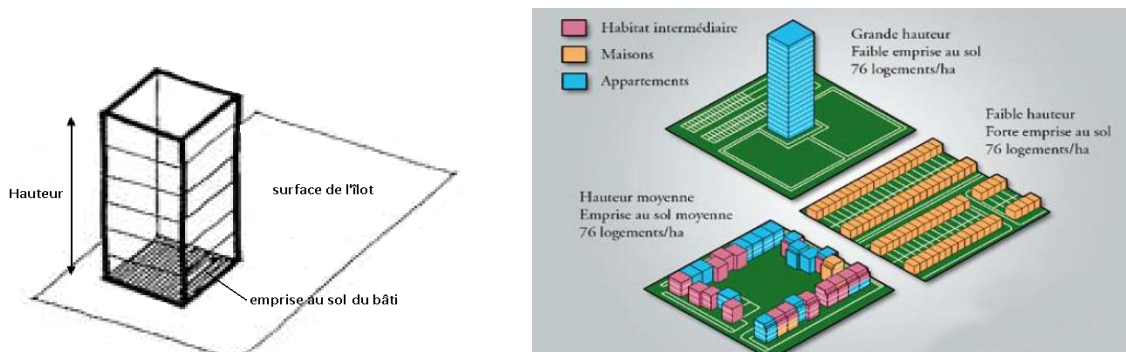 Hauteur
surface de l'îlot
emprise au sol du bâti
Habitat intermédiaire
Maisons
Appartements
Grande hauteur
Faible emprise au sol
76 logements/ha
Faible hauteur
Forte emprise au sol
76 logements/ha
Hauteur moyenne
Emprise au sol moyenne
76 logements/ha